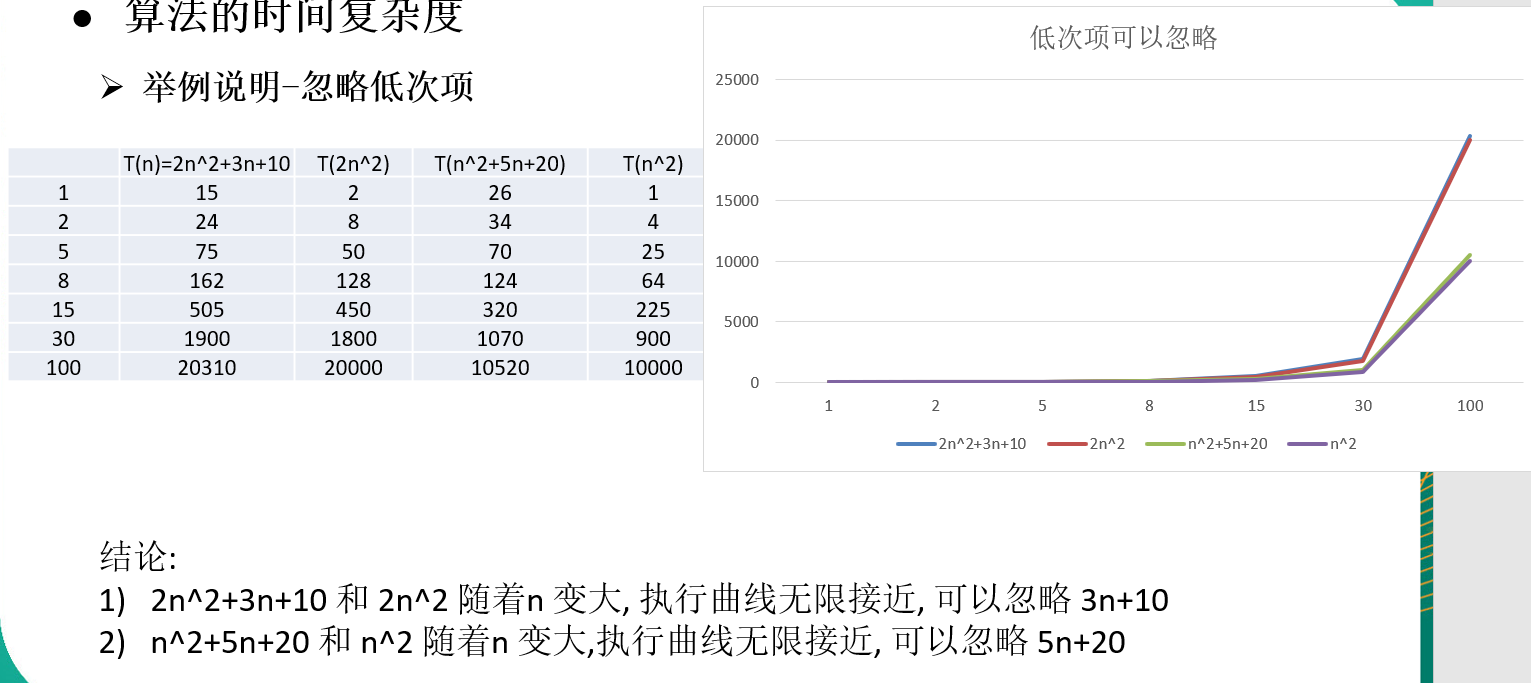 ● 算法的时间复杂度
➢ 举例说明-忽略低次项
T(n)=2n^2+3n+10 T(2n^2) T(n^2+5n+20) T(n^2)
1 15 2 26 1
2 24 8 34 4
5 75 50 70 25
8 162 128 124 64
15 505 450 320 225
30 1900 1800 1070 900
100 20310 20000 10520 10000
低次项可以忽略
25000
20000
15000
10000
5000
0
1 2 5 8 15 30 100
2n^2+3n+10 2n^2 n^2+5n+20 n^2
结论:
1) 2n^2+3n+10 和 2n^2 随着n 变大, 执行曲线无限接近, 可以忽略 3n+10
2) n^2+5n+20 和 n^2 随着n 变大,执行曲线无限接近, 可以忽略 5n+20